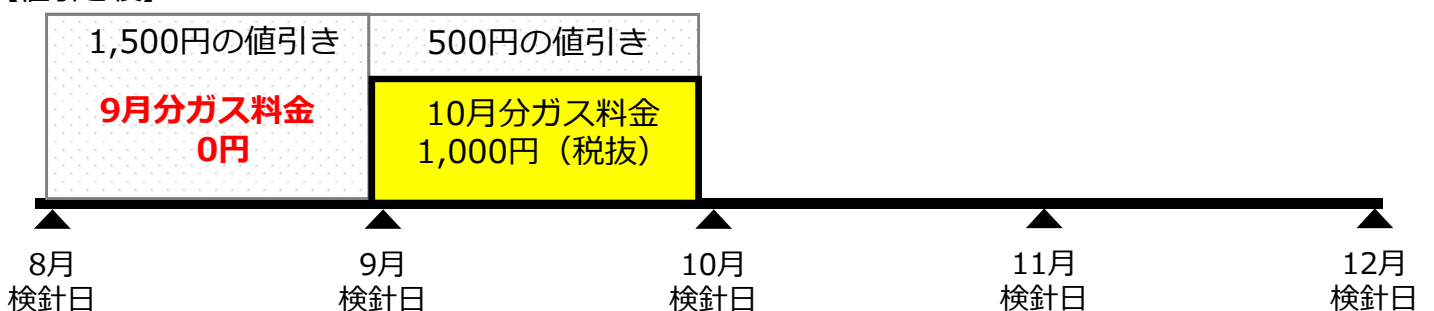 1,500円の値引き
500円の値引き
9月分ガス料金
0円
10月分ガス料金
1,000円（税抜）
8月
検針日
9月
検針日
10月
検針日
11月
検針日
12月
検針日